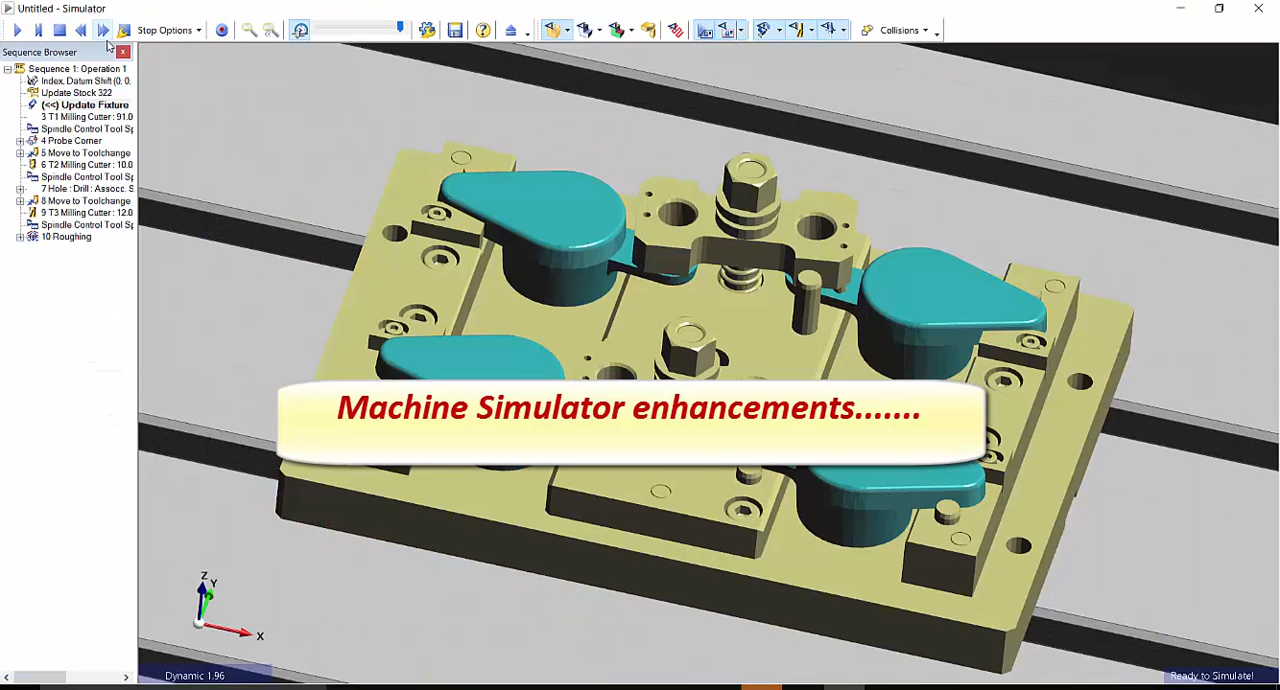 Untitled - Simulator
Stop Options
Collisions
Sequence Browser
Sequence 1: Operation 1
Index. Datum Shift (0. 0.
Update Stock 322
(<<) Update Fixture
3 T1 Milling Cutter : 91.0
Spindle Control Tool Sp
4 Probe Corner
5 Move to Toolchange
6 T2 Milling Cutter : 10.0
Spindle Control Tool Sp
7 Hole : Drill : Assocc. S
8 Move to Toolchange
9 T3 Milling Cutter : 12.0
Spindle Control Tool Sp
10 Roughing
Machine Simulator enhancements.......
Z
Y
X
Dynamic 1.96
Ready to Simulate!